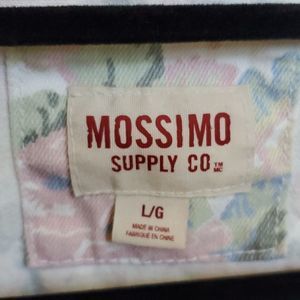 MOSSIMO
SUPPLY CO.™ MC
L/G
MADE IN CHINA
FABRIQUÉ EN CHINE